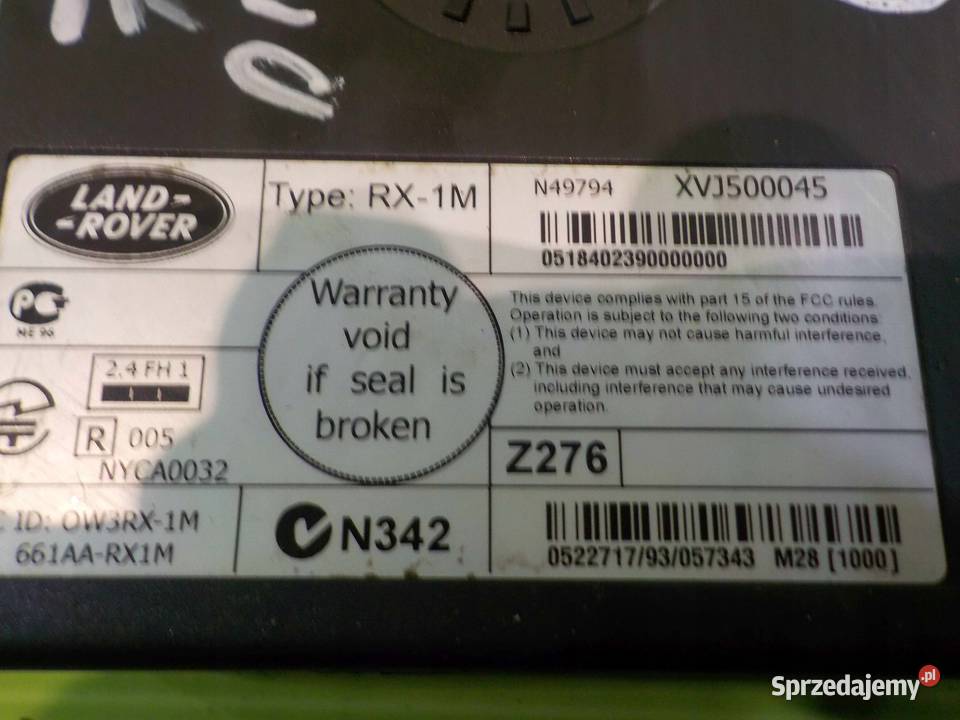 LAND-
-ROVER
Type: RX-1M
N49794 XVJ500045
0518402390000000
Warranty
void
if seal is
broken
This device complies with part 15 of the FCC rules.
Operation is subject to the following two conditions:
(1) This device may not cause harmful interference,
and
(2) This device must accept any interference received,
including interference that may cause undesired
operation.
2.4 FH 1
R 005
NYCA0032
Z276
C ID: OW3RX-1M
661AA-RX1M
N342
0522717/93/057343 M28 [1000]
Sprzedajemy.pl